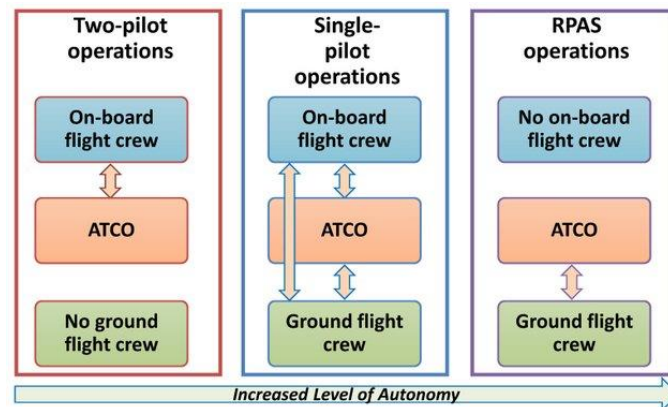 Two-pilot
operations
On-board
flight crew
ATCO
No ground
flight crew
Single-
pilot
operations
On-board
flight crew
ATCO
Ground flight
crew
RPAS
operations
No on-board
flight crew
ATCO
Ground flight
crew
Increased Level of Autonomy